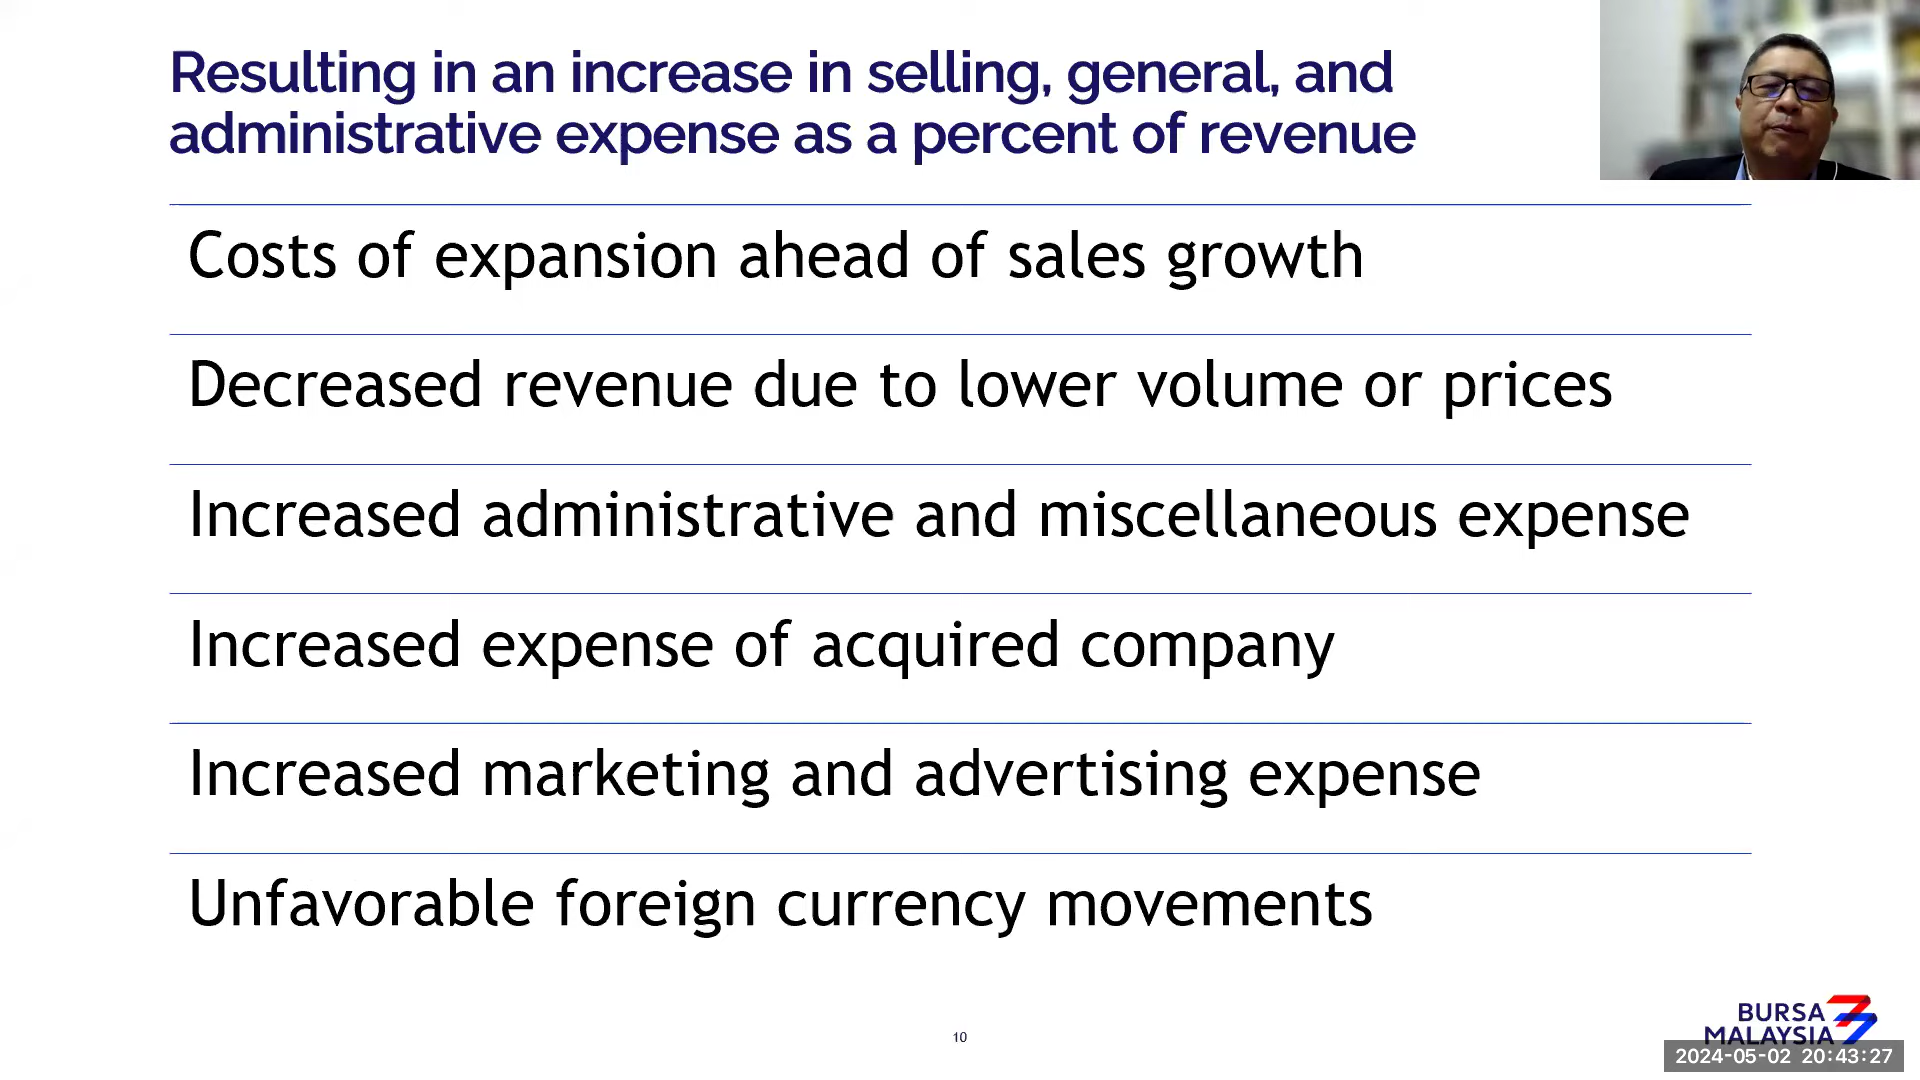 Resulting in an increase in selling, general, and
administrative expense as a percent of revenue
Costs of expansion ahead of sales growth
Decreased revenue due to lower volume or prices
Increased administrative and miscellaneous expense
Increased expense of acquired company
Increased marketing and advertising expense
Unfavorable foreign currency movements
10
BURSA
MALAYSIA
2024-05-02 20:43:27